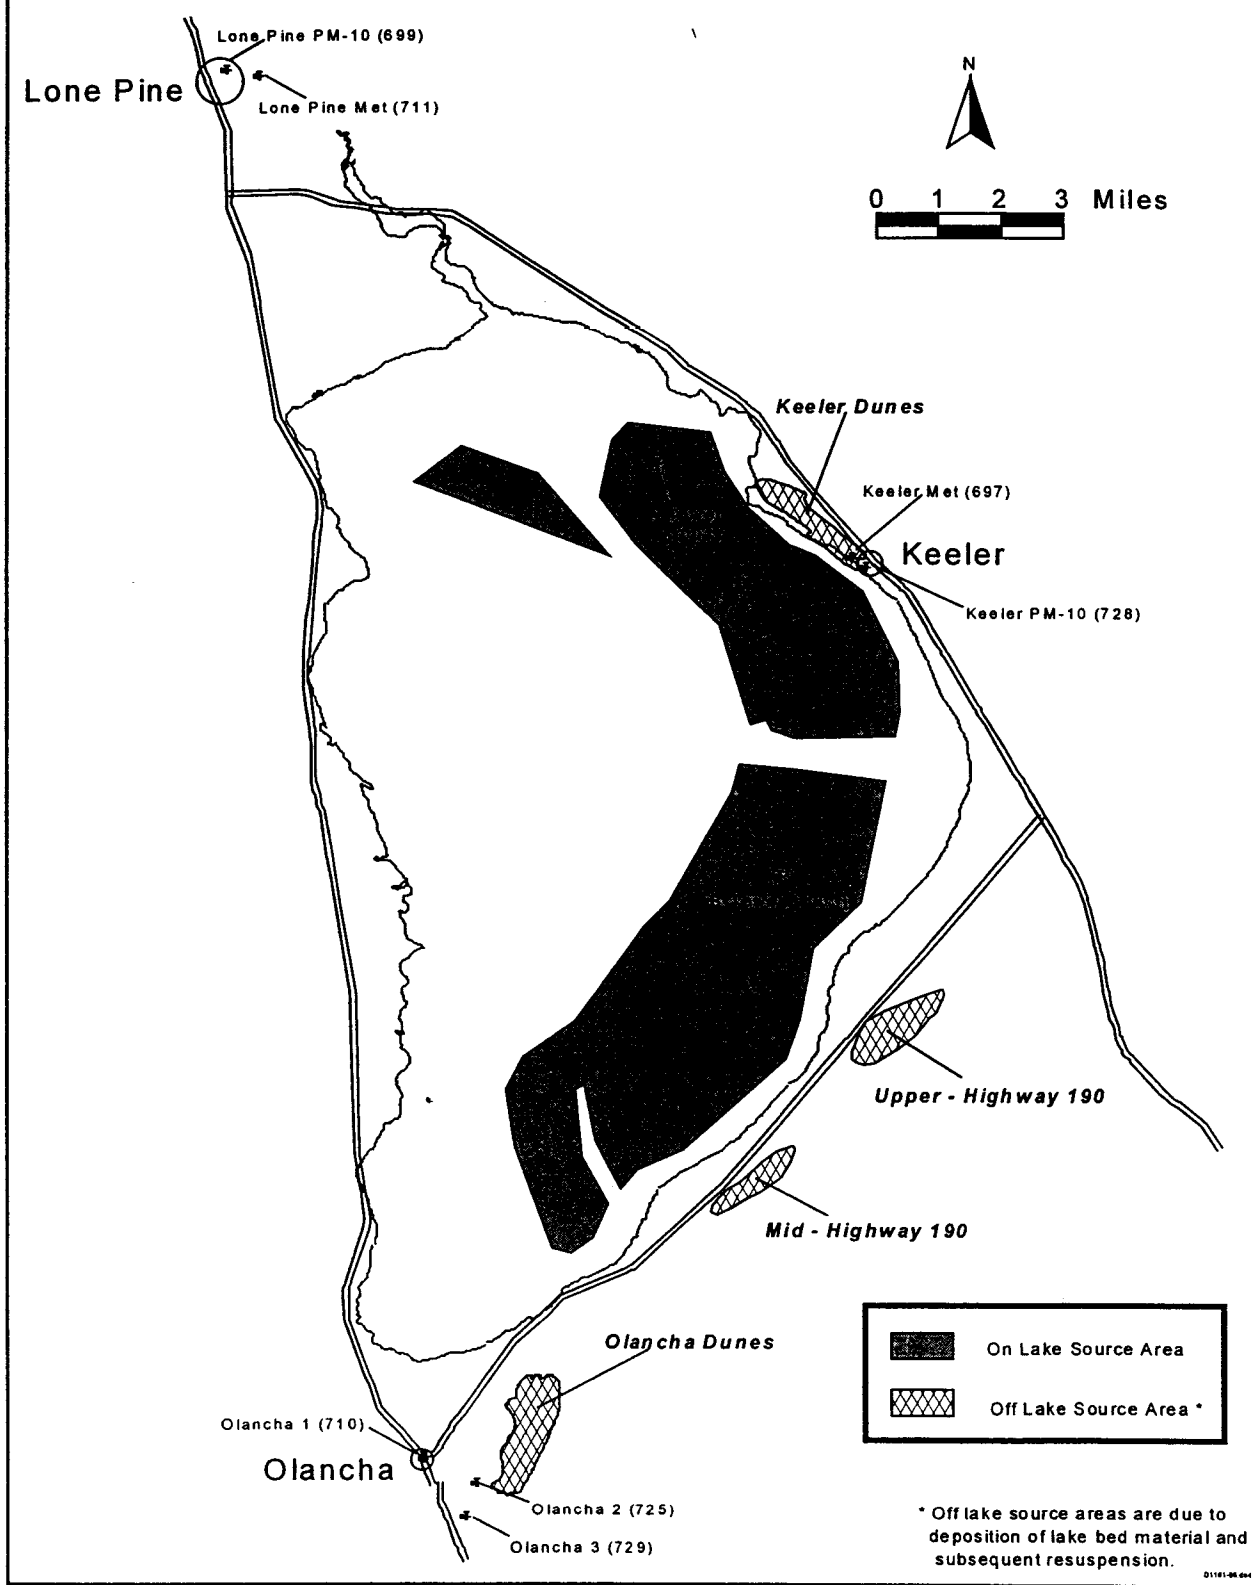 Lone Pine PM-10 (699)
Lone Pine
Lone Pine Met (711)
N
0 1 2 3 Miles
Keeler Dunes
Keeler Met (697)
Keeler
Keeler PM-10 (728)
Upper - Highway 190
Mid - Highway 190
Olancha Dunes
On Lake Source Area
Off Lake Source Area *
Olancha 1 (710)
Olancha
Olancha 2 (725)
Olancha 3 (729)
* Off lake source areas are due to
deposition of lake bed material and
subsequent resuspension.